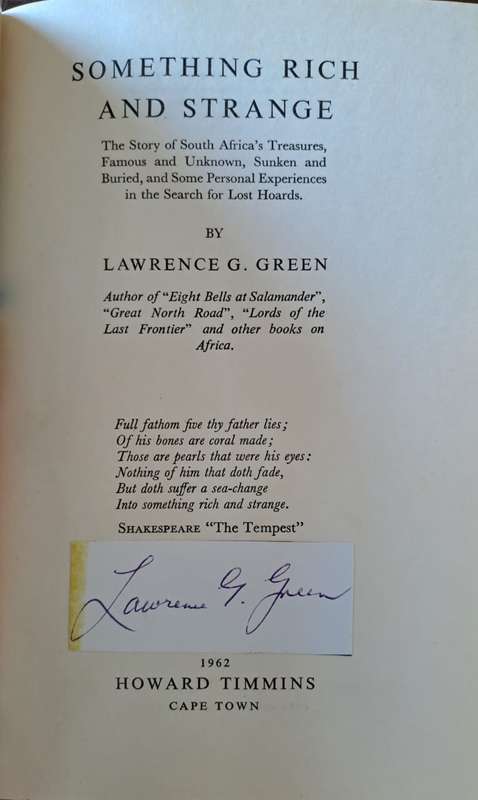 SOMETHING RICH
AND STRANGE
The Story of South Africa's Treasures,
Famous and Unknown, Sunken and
Buried, and Some Personal Experiences
in the Search for Lost Hoards.
BY
LAWRENCE G. GREEN
Author of "Eight Bells at Salamander",
"Great North Road", "Lords of the
Last Frontier" and other books on
Africa.
Full fathom five thy father lies;
Of his bones are coral made;
Those are pearls that were his eyes:
Nothing of him that doth fade,
But doth suffer a sea-change
Into something rich and strange.
SHAKESPEARE "The Tempest"
Lawrence G. Green
1962
HOWARD TIMMINS
CAPE TOWN